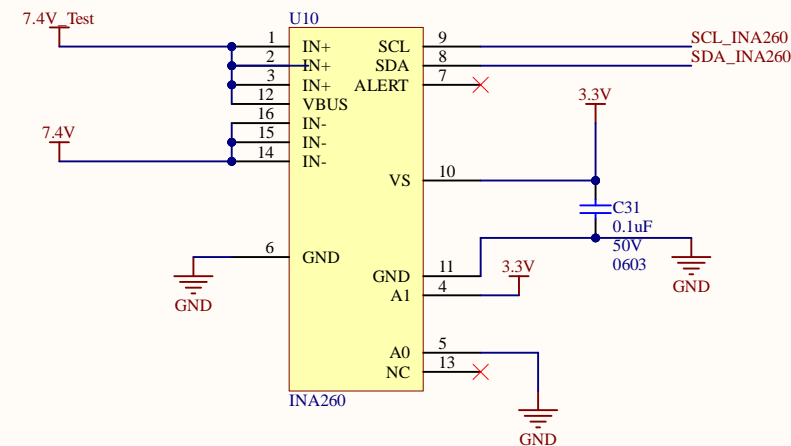 7.4V_Test
U10
1 IN+ SCL 9 SCL_INA260
2 IN+ SDA 8 SDA_INA260
3 IN+ ALERT 7
12 VBUS
3.3V
16 IN-
7.4V
15 IN-
14 IN-
VS 10
C31
0.1uF
50V
0603
6 GND
GND 11
3.3V
A1 4
GND
GND
A0 5
NC 13
INA260
GND